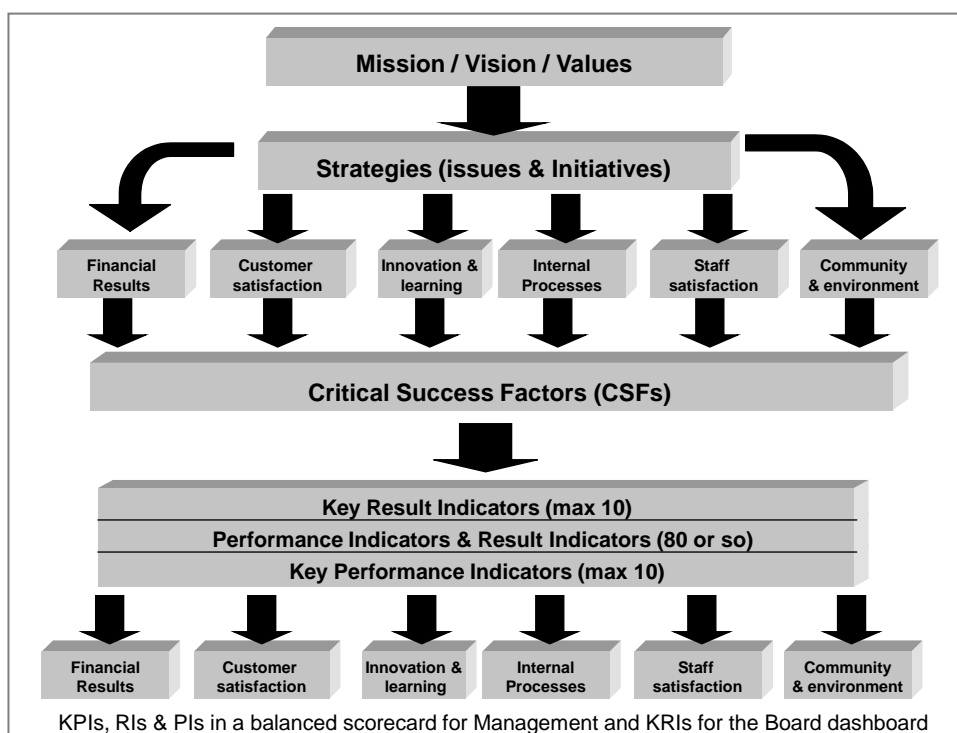 Mission / Vision / Values
Strategies (issues & Initiatives)
Financial
Results
Customer
satisfaction
Innovation &
learning
Internal
Processes
Staff
satisfaction
Community
& environment
Critical Success Factors (CSFs)
Key Result Indicators (max 10)
Performance Indicators & Result Indicators (80 or so)
Key Performance Indicators (max 10)
Financial
Results
Customer
satisfaction
Innovation &
learning
Internal
Processes
Staff
satisfaction
Community
& environment
KPIs, RIs & PIs in a balanced scorecard for Management and KRIs for the Board dashboard